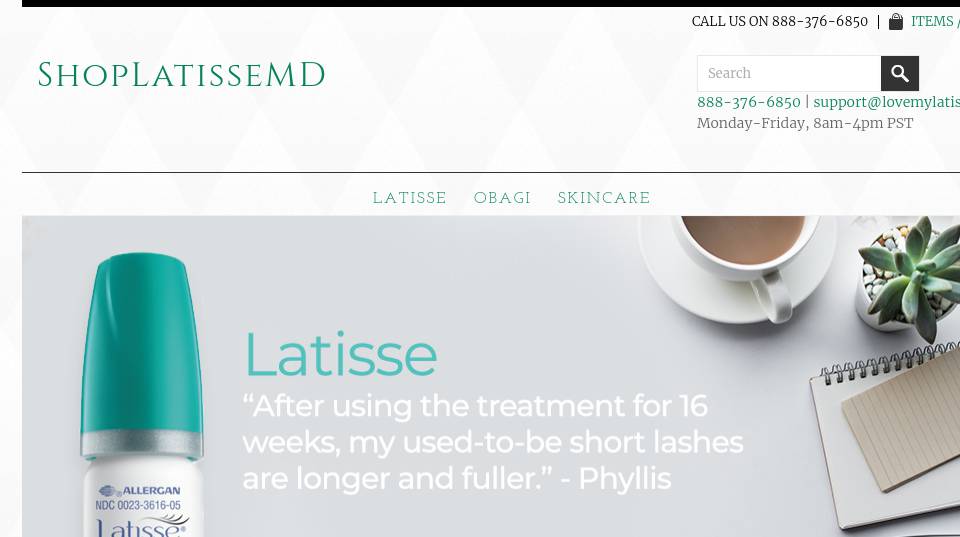 CALL US ON 888-376-6850 | ITEMS /
ShopLatisseMD
Search
888-376-6850 | support@lovemylatis
Monday-Friday, 8am-4pm PST
LATISSE OBAGI SKINCARE
Latisse
“After using the treatment for 16
weeks, my used-to-be short lashes
are longer and fuller.” - Phyllis
ALLERGAN
NDC 0023-3616-05
Latisse®